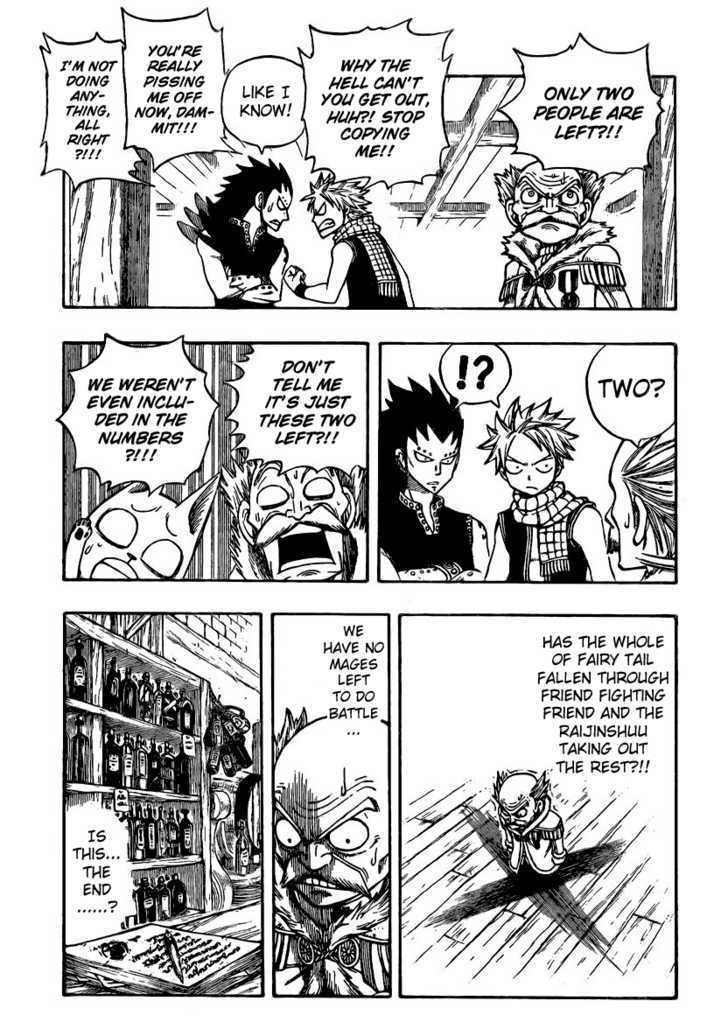 ONLY TWO
PEOPLE ARE
LEFT?!!
WHY THE
HELL CAN'T
YOU GET OUT,
HUH?! STOP
COPYING
ME!!
LIKE I
KNOW!
YOU'RE
REALLY
PISSING
ME OFF
NOW, DAM-
MIT!!!
I'M NOT
DOING
ANY-
THING,
ALL
RIGHT
?!!!
TWO?
!?
DON'T
TELL ME
IT'S JUST
THESE TWO
LEFT?!!
WE WEREN'T
EVEN INCLU-
DED IN THE
NUMBERS
?!!!
HAS THE WHOLE
OF FAIRY TAIL
FALLEN THROUGH
FRIEND FIGHTING
FRIEND AND THE
RAIJINSHUU
TAKING OUT
THE REST?!!
WE
HAVE NO
MAGES
LEFT
TO DO
BATTLE
...
IS
THIS...
THE
END
......?